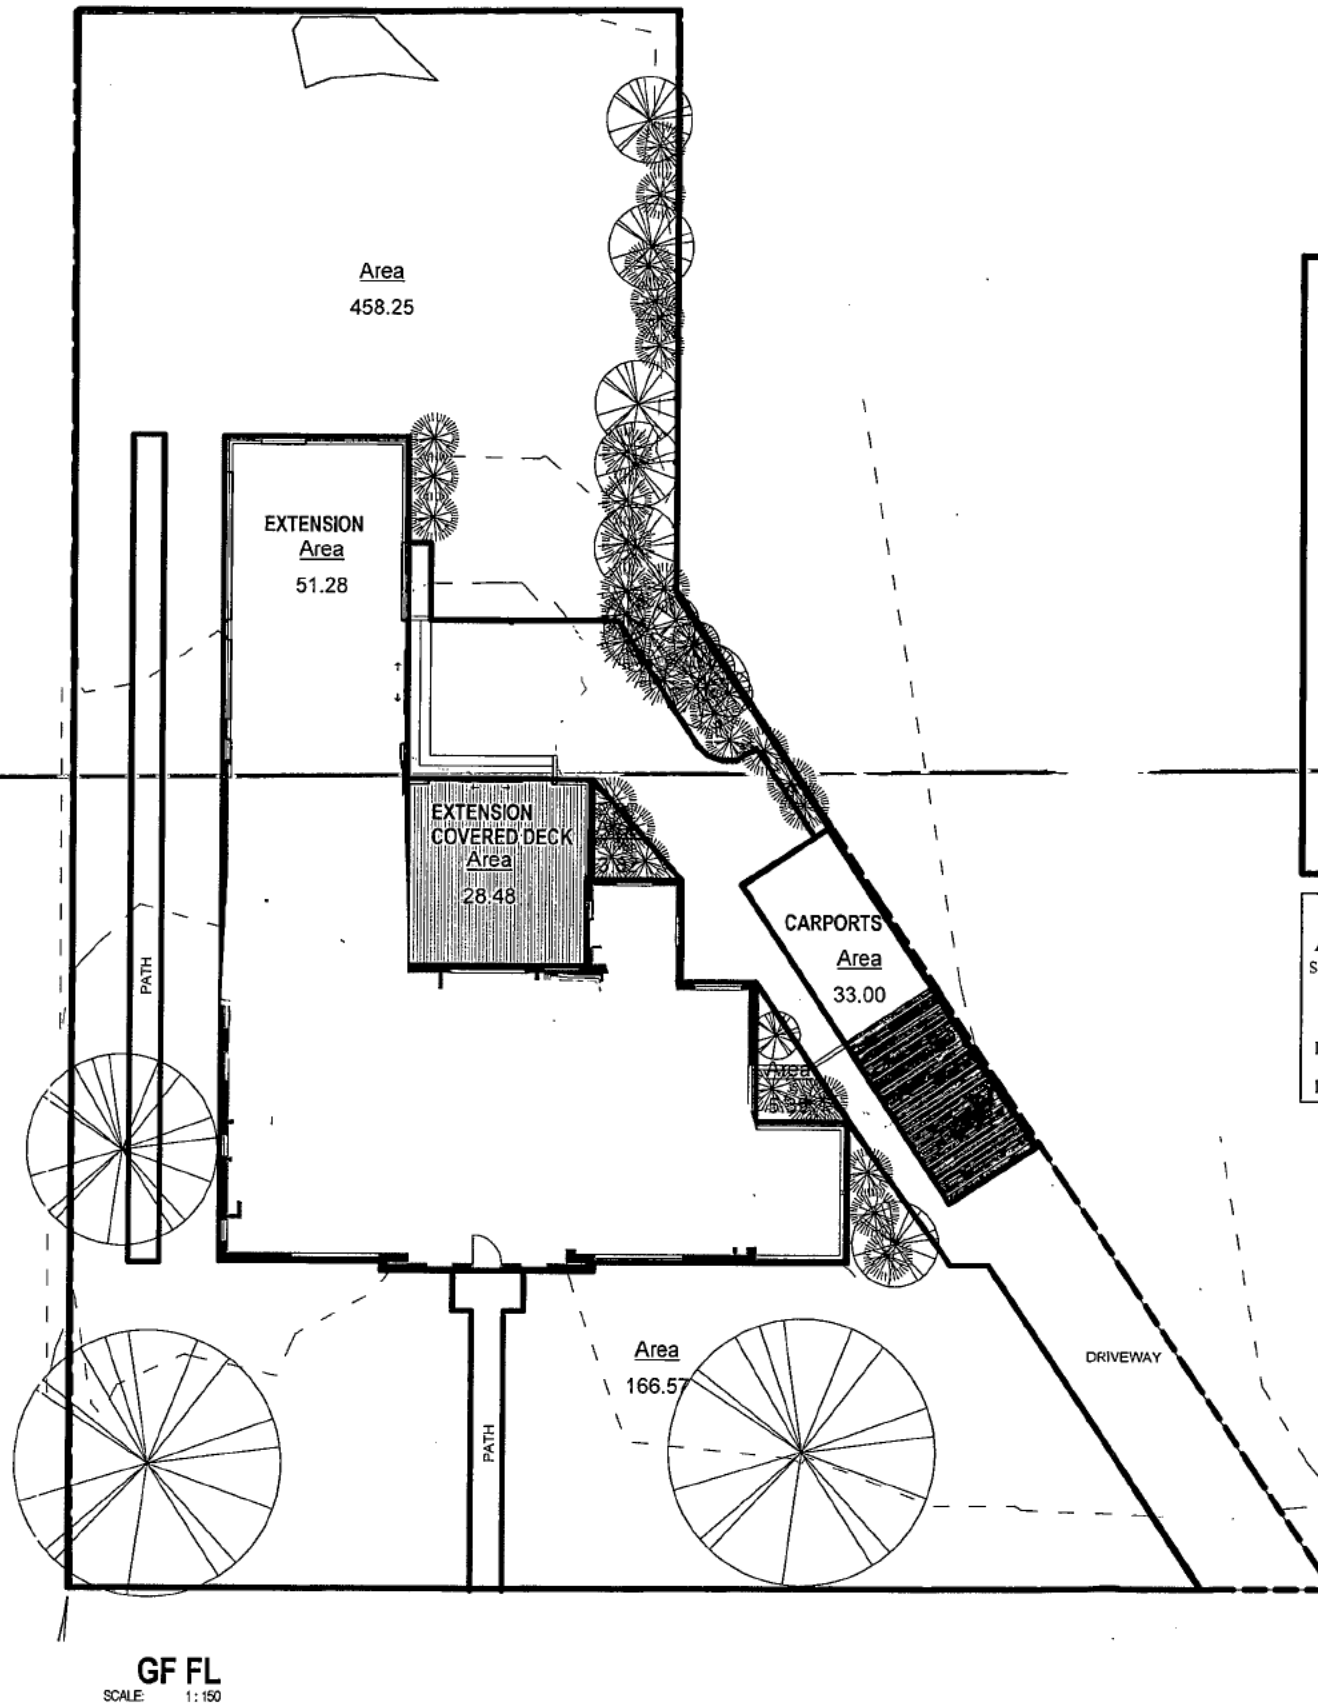 Area
458.25
EXTENSION
Area
51.28
EXTENSION
COVERED DECK
Area
28.48
CARPORTS
Area
33.00
PATH
Area
Area
166.57
DRIVEWAY
PATH
GF FL
SCALE: 1:150